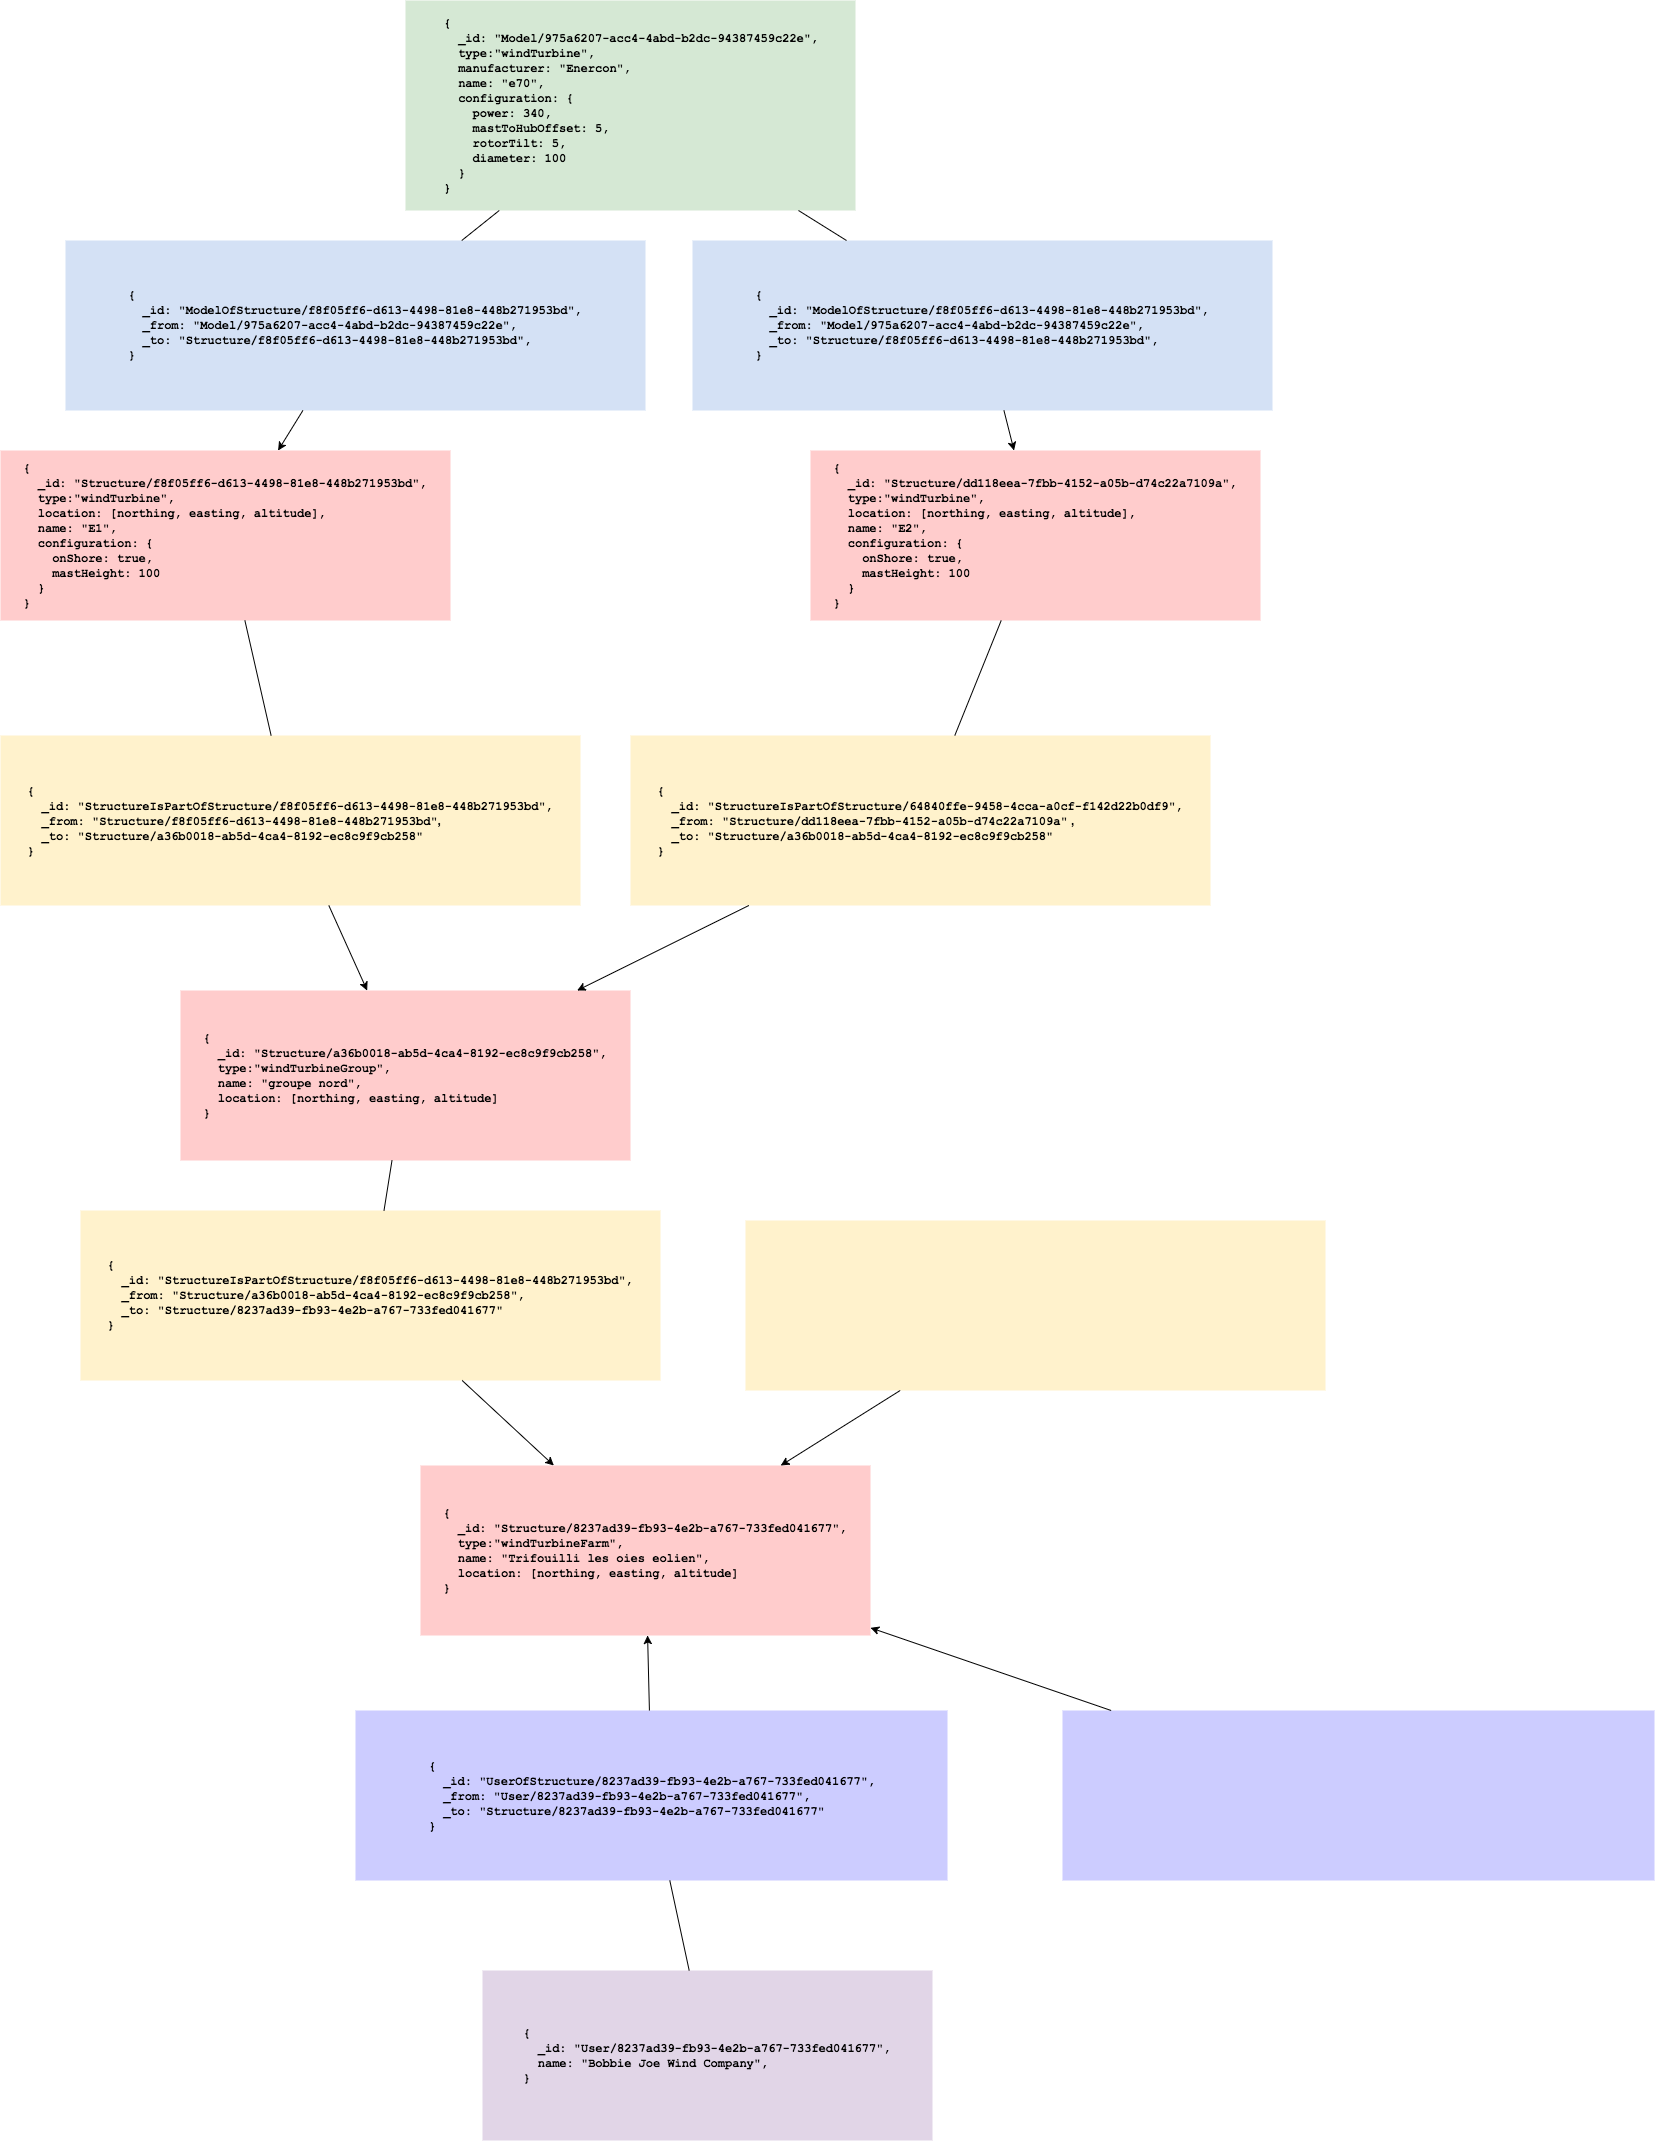 {
  _id: "Model/975a6207-acc4-4abd-b2dc-94387459c22e",
  type:"windTurbine",
  manufacturer: "Enercon",
  name: "e70",
  configuration: {
    power: 340,
    mastToHubOffset: 5,
    rotorTilt: 5,
    diameter: 100
  }
}
{
  _id: "ModelOfStructure/f8f05ff6-d613-4498-81e8-448b271953bd",
  _from: "Model/975a6207-acc4-4abd-b2dc-94387459c22e",
  _to: "Structure/f8f05ff6-d613-4498-81e8-448b271953bd",
}
{
  _id: "ModelOfStructure/f8f05ff6-d613-4498-81e8-448b271953bd",
  _from: "Model/975a6207-acc4-4abd-b2dc-94387459c22e",
  _to: "Structure/f8f05ff6-d613-4498-81e8-448b271953bd",
}
{
  _id: "Structure/f8f05ff6-d613-4498-81e8-448b271953bd",
  type:"windTurbine",
  location: [northing, easting, altitude],
  name: "E1",
  configuration: {
    onShore: true,
    mastHeight: 100
  }
}
{
  _id: "Structure/dd118eea-7fbb-4152-a05b-d74c22a7109a",
  type:"windTurbine",
  location: [northing, easting, altitude],
  name: "E2",
  configuration: {
    onShore: true,
    mastHeight: 100
  }
}
{
  _id: "StructureIsPartOfStructure/f8f05ff6-d613-4498-81e8-448b271953bd",
  _from: "Structure/f8f05ff6-d613-4498-81e8-448b271953bd",
  _to: "Structure/a36b0018-ab5d-4ca4-8192-ec8c9f9cb258"
}
{
  _id: "StructureIsPartOfStructure/64840ffe-9458-4cca-a0cf-f142d22b0df9",
  _from: "Structure/dd118eea-7fbb-4152-a05b-d74c22a7109a",
  _to: "Structure/a36b0018-ab5d-4ca4-8192-ec8c9f9cb258"
}
{
  _id: "Structure/a36b0018-ab5d-4ca4-8192-ec8c9f9cb258",
  type:"windTurbineGroup",
  name: "groupe nord",
  location: [northing, easting, altitude]
}
{
  _id: "StructureIsPartOfStructure/f8f05ff6-d613-4498-81e8-448b271953bd",
  _from: "Structure/a36b0018-ab5d-4ca4-8192-ec8c9f9cb258",
  _to: "Structure/8237ad39-fb93-4e2b-a767-733fed041677"
}
{
  _id: "Structure/8237ad39-fb93-4e2b-a767-733fed041677",
  type:"windTurbineFarm",
  name: "Trifouilli les oies eolien",
  location: [northing, easting, altitude]
}
{
  _id: "UserOfStructure/8237ad39-fb93-4e2b-a767-733fed041677",
  _from: "User/8237ad39-fb93-4e2b-a767-733fed041677",
  _to: "Structure/8237ad39-fb93-4e2b-a767-733fed041677"
}
{
  _id: "User/8237ad39-fb93-4e2b-a767-733fed041677",
  name: "Bobbie Joe Wind Company",
}